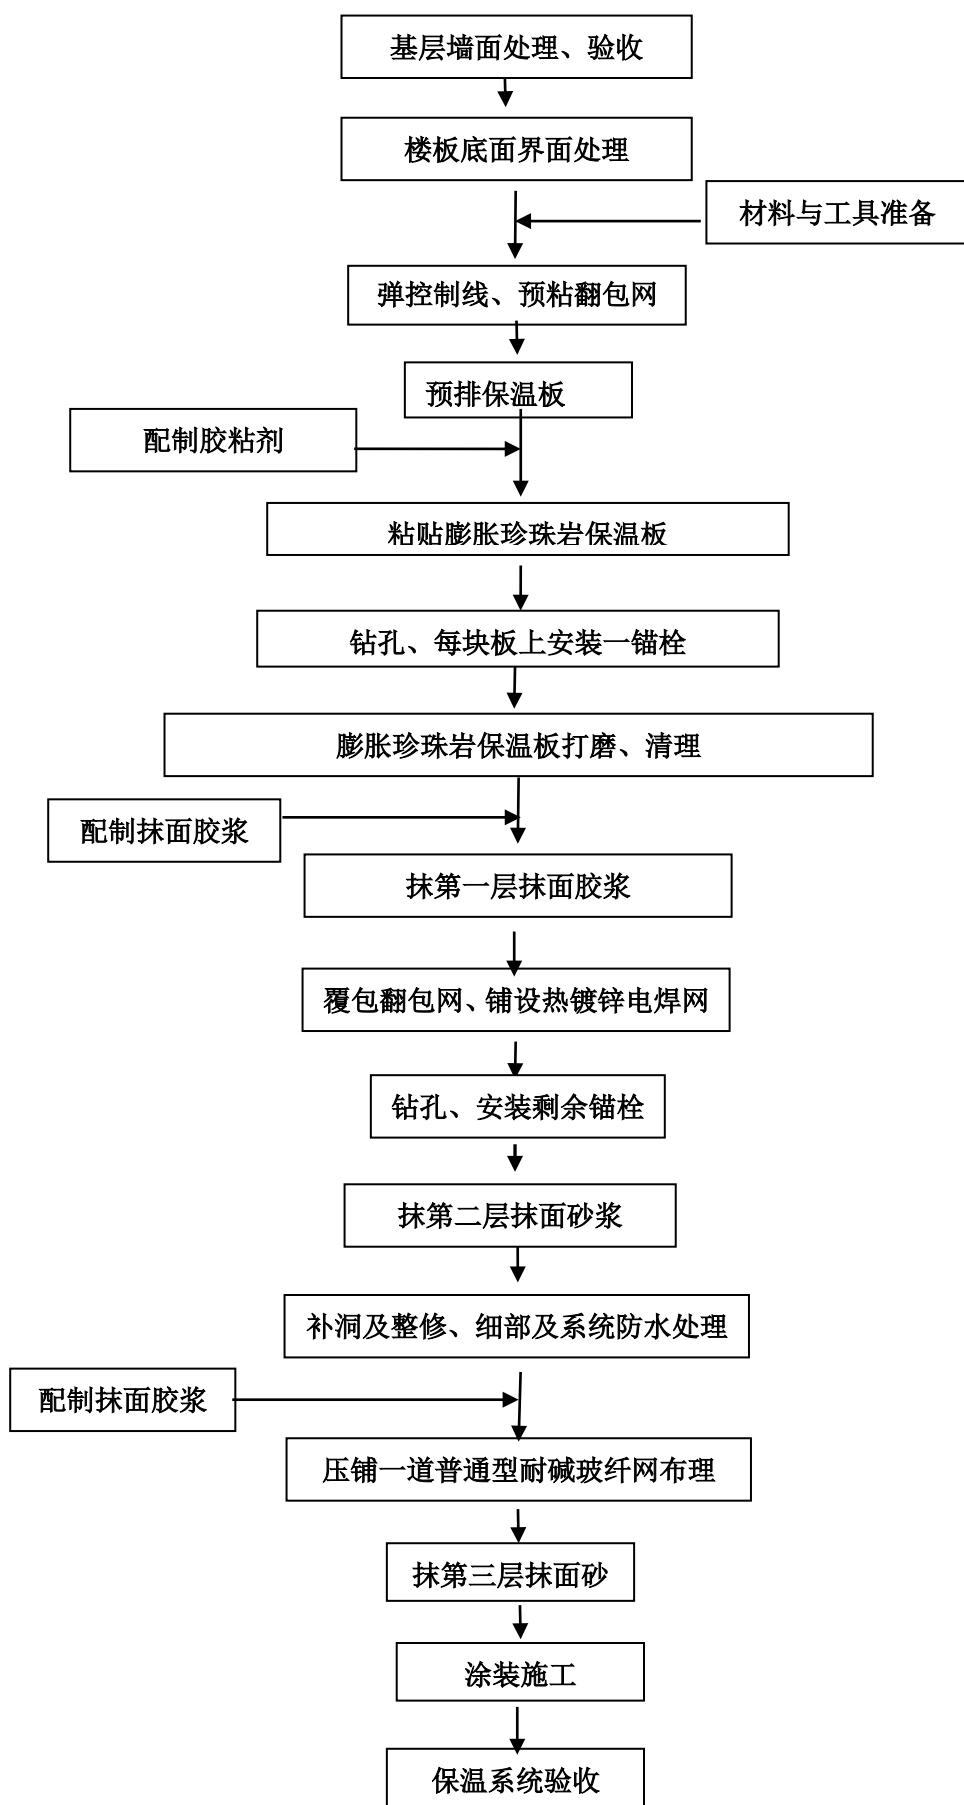 基层墙面处理、验收
楼板底面界面处理
材料与工具准备
弹控制线、预粘翻包网
预排保温板
配制胶粘剂
粘贴膨胀珍珠岩保温板
钻孔、每块板上安装一锚栓
膨胀珍珠岩保温板打磨、清理
配制抹面胶浆
抹第一层抹面胶浆
覆包翻包网、铺设热镀锌电焊网
钻孔、安装剩余锚栓
抹第二层抹面砂浆
补洞及整修、细部及系统防水处理
配制抹面胶浆
压铺一道普通型耐碱玻纤网布理
抹第三层抹面砂
涂装施工
保温系统验收